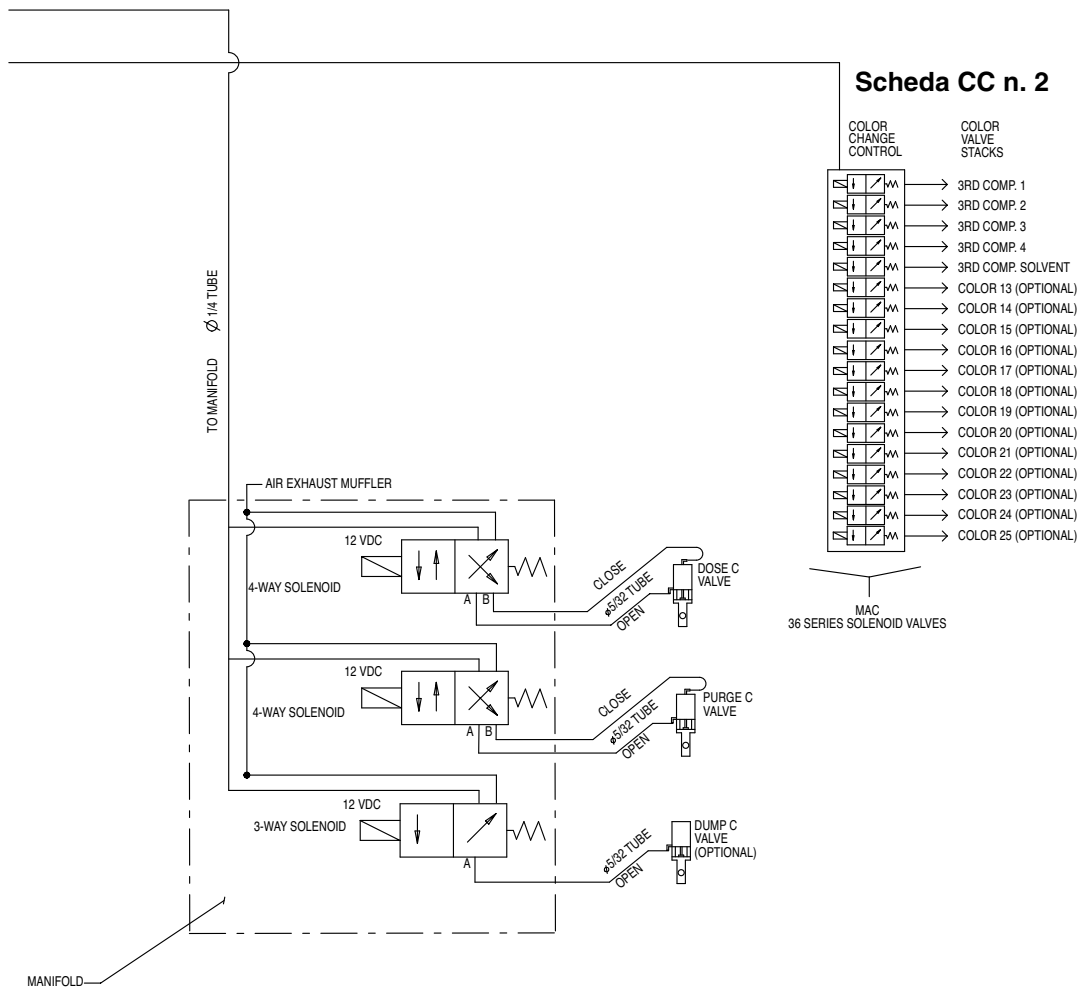 Scheda CC n. 2
COLOR
CHANGE
CONTROL
COLOR
VALVE
STACKS
3RD COMP. 1
3RD COMP. 2
3RD COMP. 3
3RD COMP. 4
3RD COMP. SOLVENT
COLOR 13 (OPTIONAL)
COLOR 14 (OPTIONAL)
COLOR 15 (OPTIONAL)
COLOR 16 (OPTIONAL)
COLOR 17 (OPTIONAL)
COLOR 18 (OPTIONAL)
COLOR 19 (OPTIONAL)
COLOR 20 (OPTIONAL)
COLOR 21 (OPTIONAL)
COLOR 22 (OPTIONAL)
COLOR 23 (OPTIONAL)
COLOR 24 (OPTIONAL)
COLOR 25 (OPTIONAL)
MAC
36 SERIES SOLENOID VALVES
TO MANIFOLD Ø 1/4 TUBE
AIR EXHAUST MUFFLER
12 VDC
4-WAY SOLENOID
A B
CLOSE
ø5/32 TUBE
OPEN
DOSE C
VALVE
12 VDC
4-WAY SOLENOID
A B
CLOSE
ø5/32 TUBE
OPEN
PURGE C
VALVE
12 VDC
3-WAY SOLENOID
A
ø5/32 TUBE
OPEN
DUMP C
VALVE
(OPTIONAL)
MANIFOLD